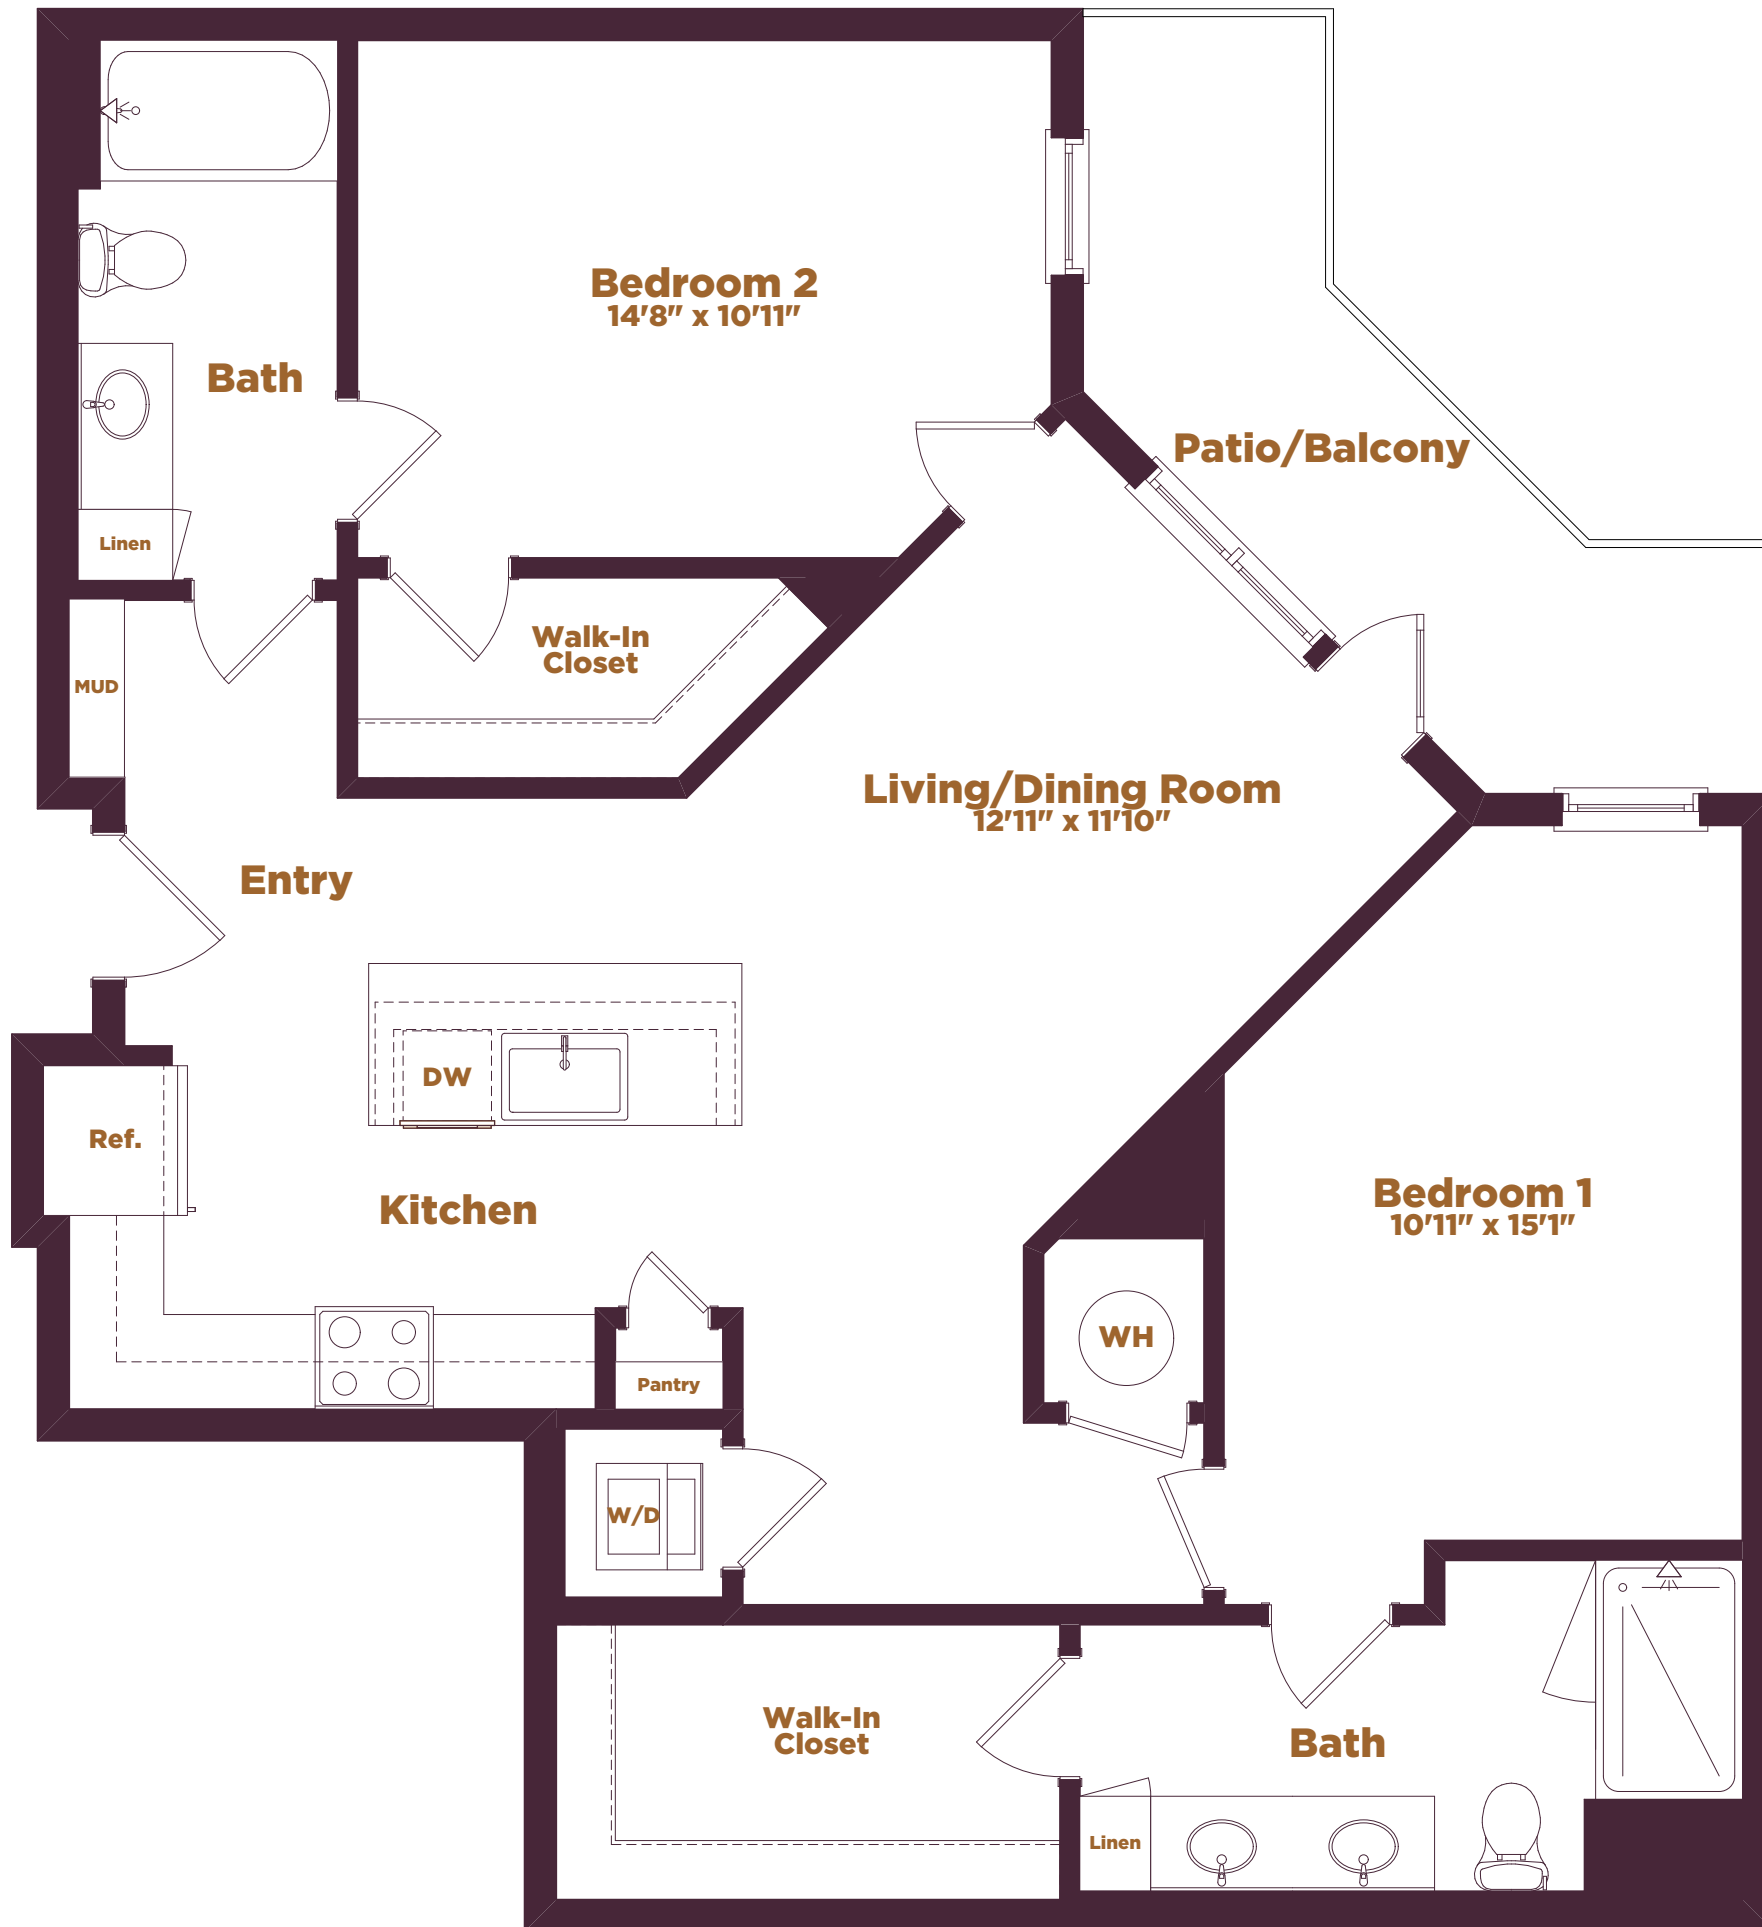 Bedroom 2
14'8" x 10'11"
Bath
Patio/Balcony
Linen
Walk-In
Closet
MUD
Living/Dining Room
12'11" x 11'10"
Entry
DW
Ref.
Kitchen
Bedroom 1
10'11" x 15'1"
WH
Pantry
W/D
Walk-In
Closet
Bath
Linen